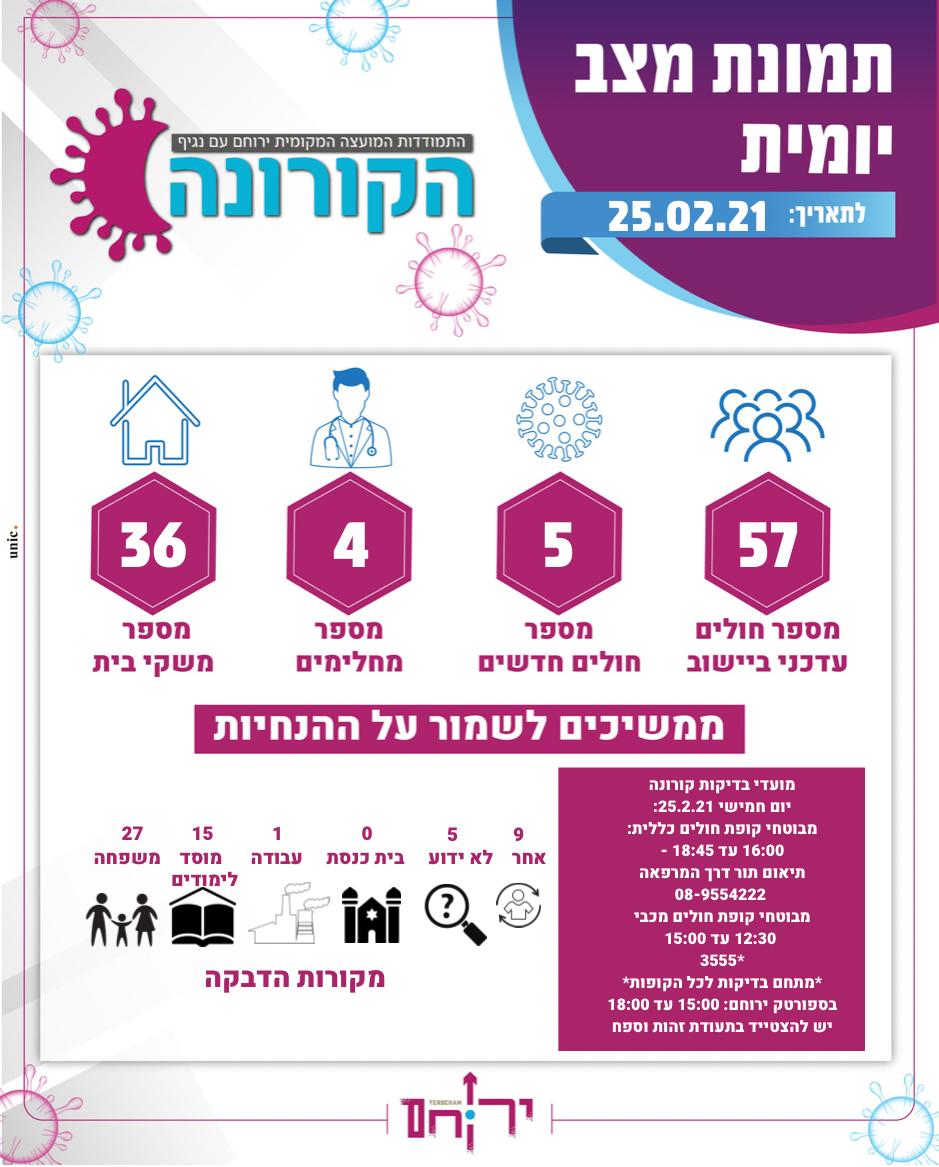 תמונת מצב
יומית
לתאריך: 25.02.21
התמודדות המועצה המקומית ירוחם עם נגיף
הקורונה
57
מספר חולים
עדכני ביישוב
5
מספר
חולים חדשים
4
מספר
מחלימים
36
מספר
משקי בית
ממשיכים לשמור על ההנחיות
מועדי בדיקות קורונה
יום חמישי 25.2.21:
מבוטחי קופת חולים כללית:
16:00 עד 18:45 -
תיאום תור דרך המרפאה
08-9554222
מבוטחי קופת חולים מכבי
12:30 עד 15:00
3555*
*מתחם בדיקות לכל הקופות*
בספורטק ירוחם: 15:00 עד 18:00
יש להצטייד בתעודת זהות וספח
9
אחר
5
לא ידוע
0
בית כנסת
1
עבודה
15
מוסד
לימודים
27
משפחה
מקורות הדבקה
unic.
YERUCHAM
ירוחם